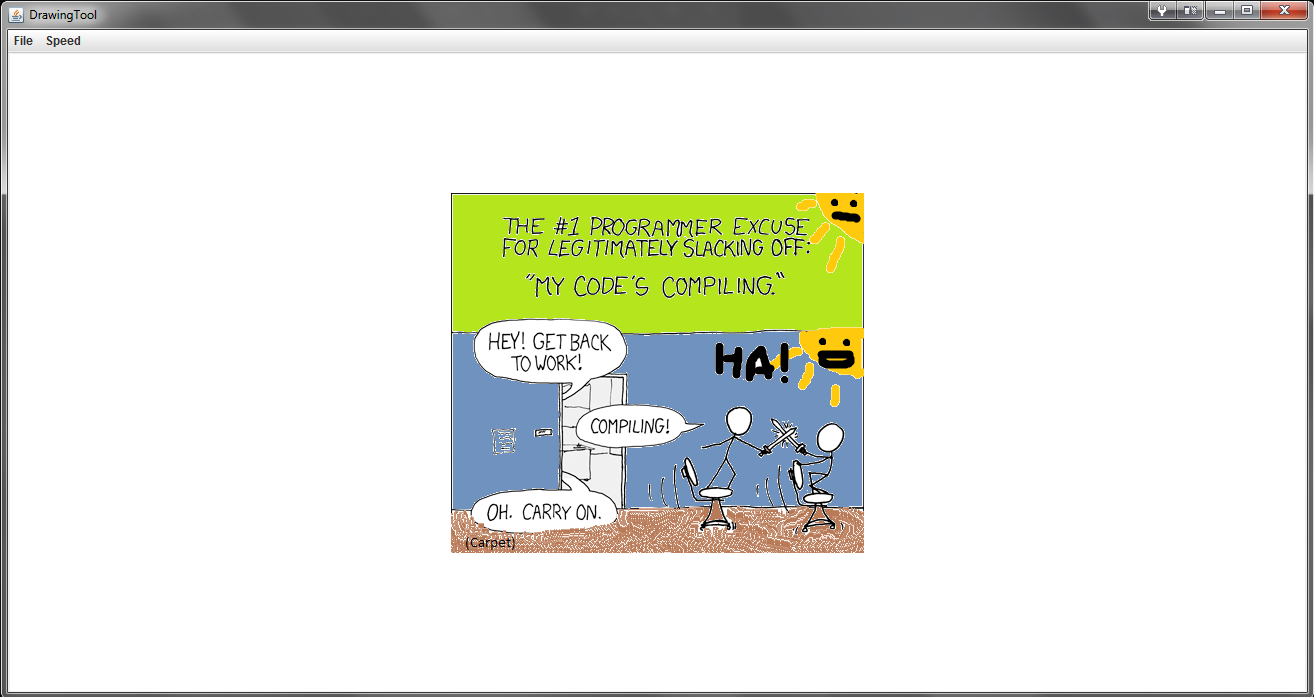 DrawingTool
File Speed
THE #1 PROGRAMMER EXCUSE
FOR LEGITIMATELY SLACKING OFF:
"MY CODE'S COMPILING."
HEY! GET BACK
TO WORK!
HA!
COMPILING!
OH. CARRY ON.
(Carpet)